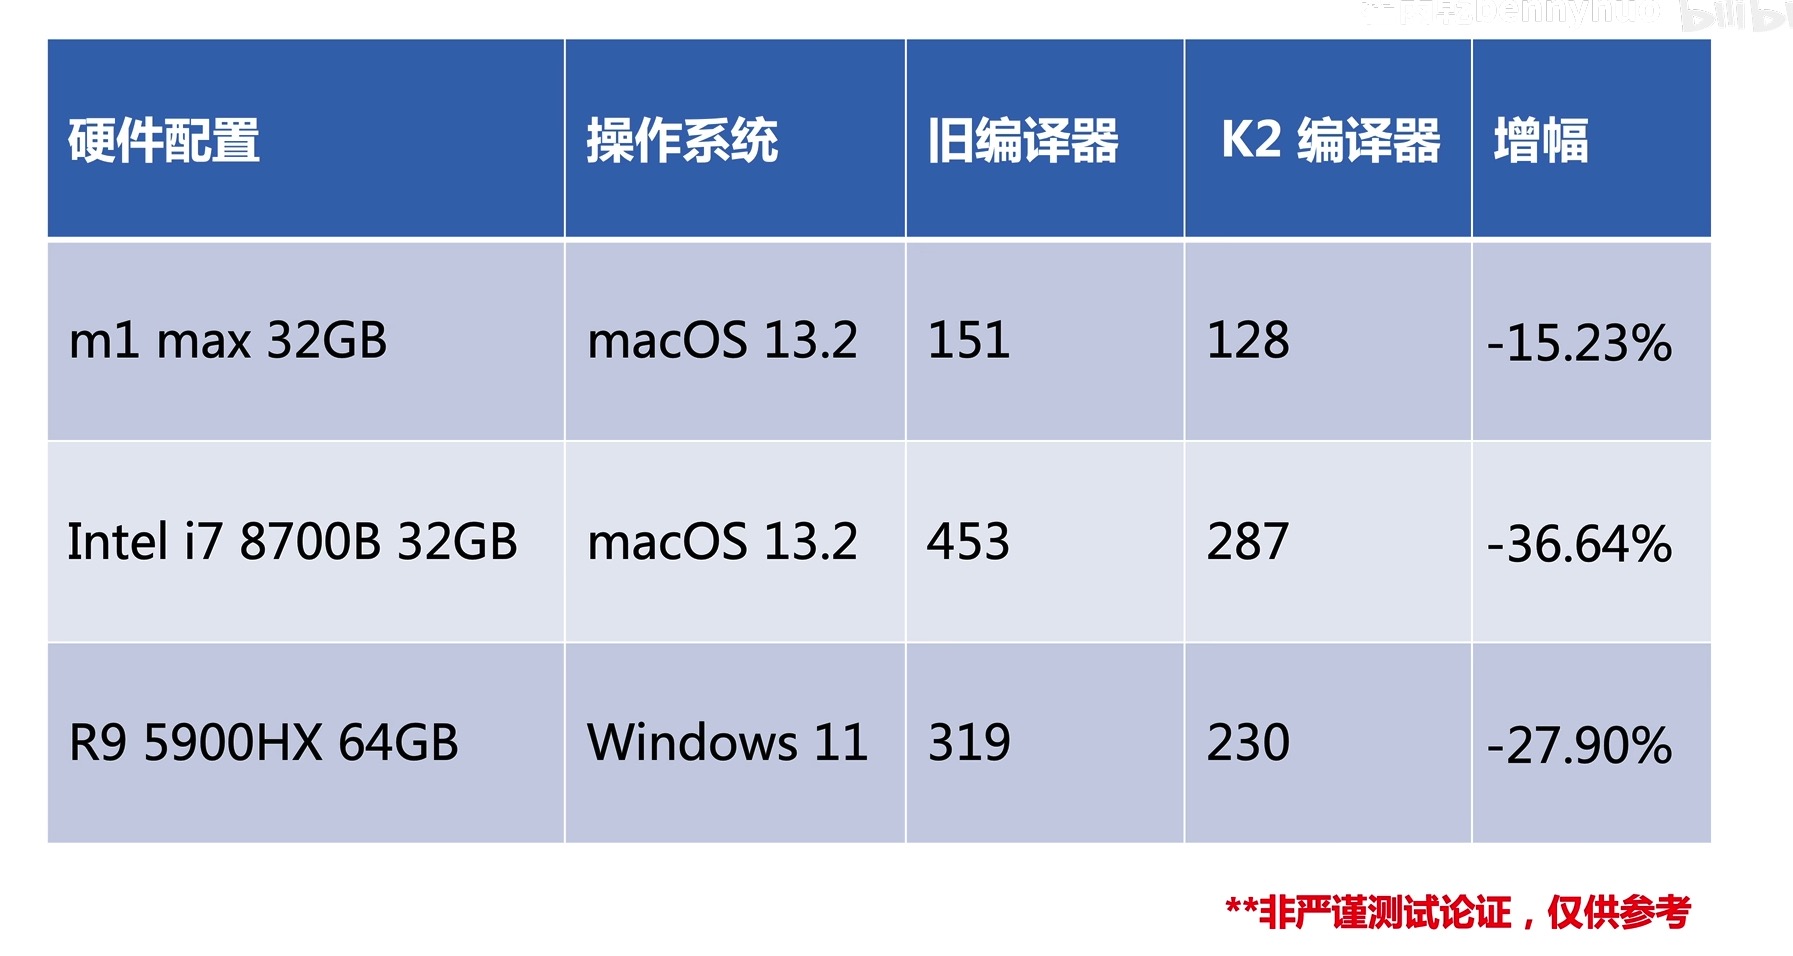 bennyhuo bilibi
硬件配置 操作系统 旧编译器 K2 编译器 增幅
m1 max 32GB macOS 13.2 151 128 -15.23%
Intel i7 8700B 32GB macOS 13.2 453 287 -36.64%
R9 5900HX 64GB Windows 11 319 230 -27.90%
**非严谨测试论证，仅供参考